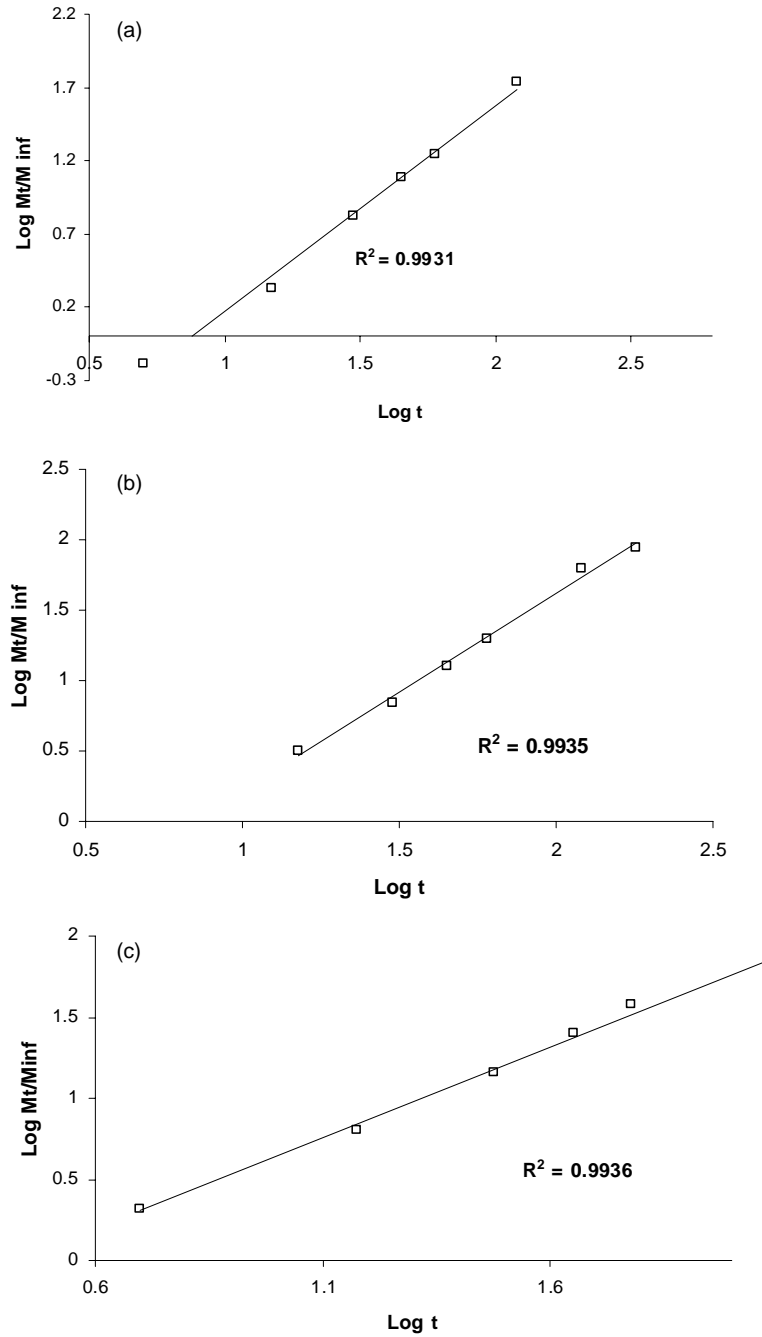 (a)
2.2
1.7
1.2
0.7
0.2
-0.3
Log Mt/M inf
R² = 0.9931
0.5 1 1.5 2 2.5
Log t
(b)
2.5
2
1.5
1
0.5
0
Log Mt/M inf
R² = 0.9935
0.5 1 1.5 2 2.5
Log t
(c)
2
1.5
1
0.5
0
Log Mt/Minf
R² = 0.9936
0.6 1.1 1.6
Log t